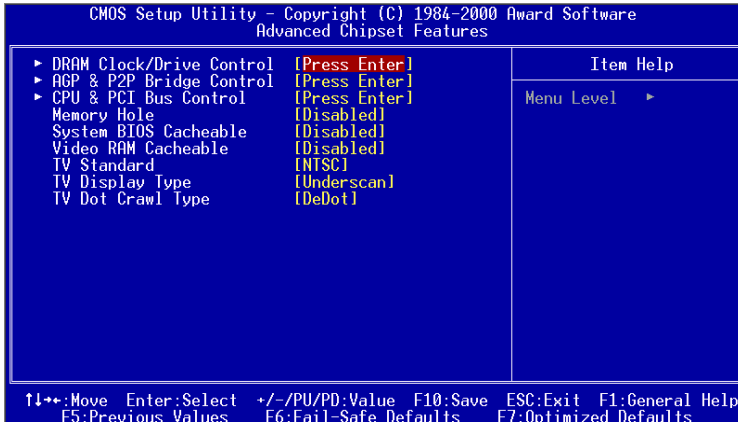 CMOS Setup Utility – Copyright (C) 1984–2000 Award Software
Advanced Chipset Features
► DRAM Clock/Drive Control [Press Enter]
► AGP & P2P Bridge Control [Press Enter]
► CPU & PCI Bus Control [Press Enter]
Memory Hole [Disabled]
System BIOS Cacheable [Disabled]
Video RAM Cacheable [Disabled]
TV Standard [NTSC]
TV Display Type [Underscan]
TV Dot Crawl Type [DeDot]
Item Help
Menu Level ►
↑↓→←:Move Enter:Select +/-/PU/PD:Value F10:Save ESC:Exit F1:General Help
F5:Previous Values F6:Fail-Safe Defaults F7:Optimized Defaults